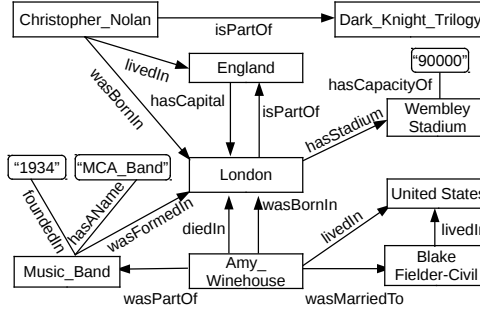 Christopher_Nolan
Dark_Knight_Trilogy
isPartOf
livedIn
wasBornIn
England
"90000"
hasCapacityOf
hasCapital
isPartOf
Wembley
Stadium
hasStadium
"1934"
"MCA_Band"
London
foundedIn
hasAName
wasFormedIn
United States
diedIn
wasBornIn
livedIn
livedIn
Music_Band
Amy_
Winehouse
Blake
Fielder-Civil
wasPartOf
wasMarriedTo